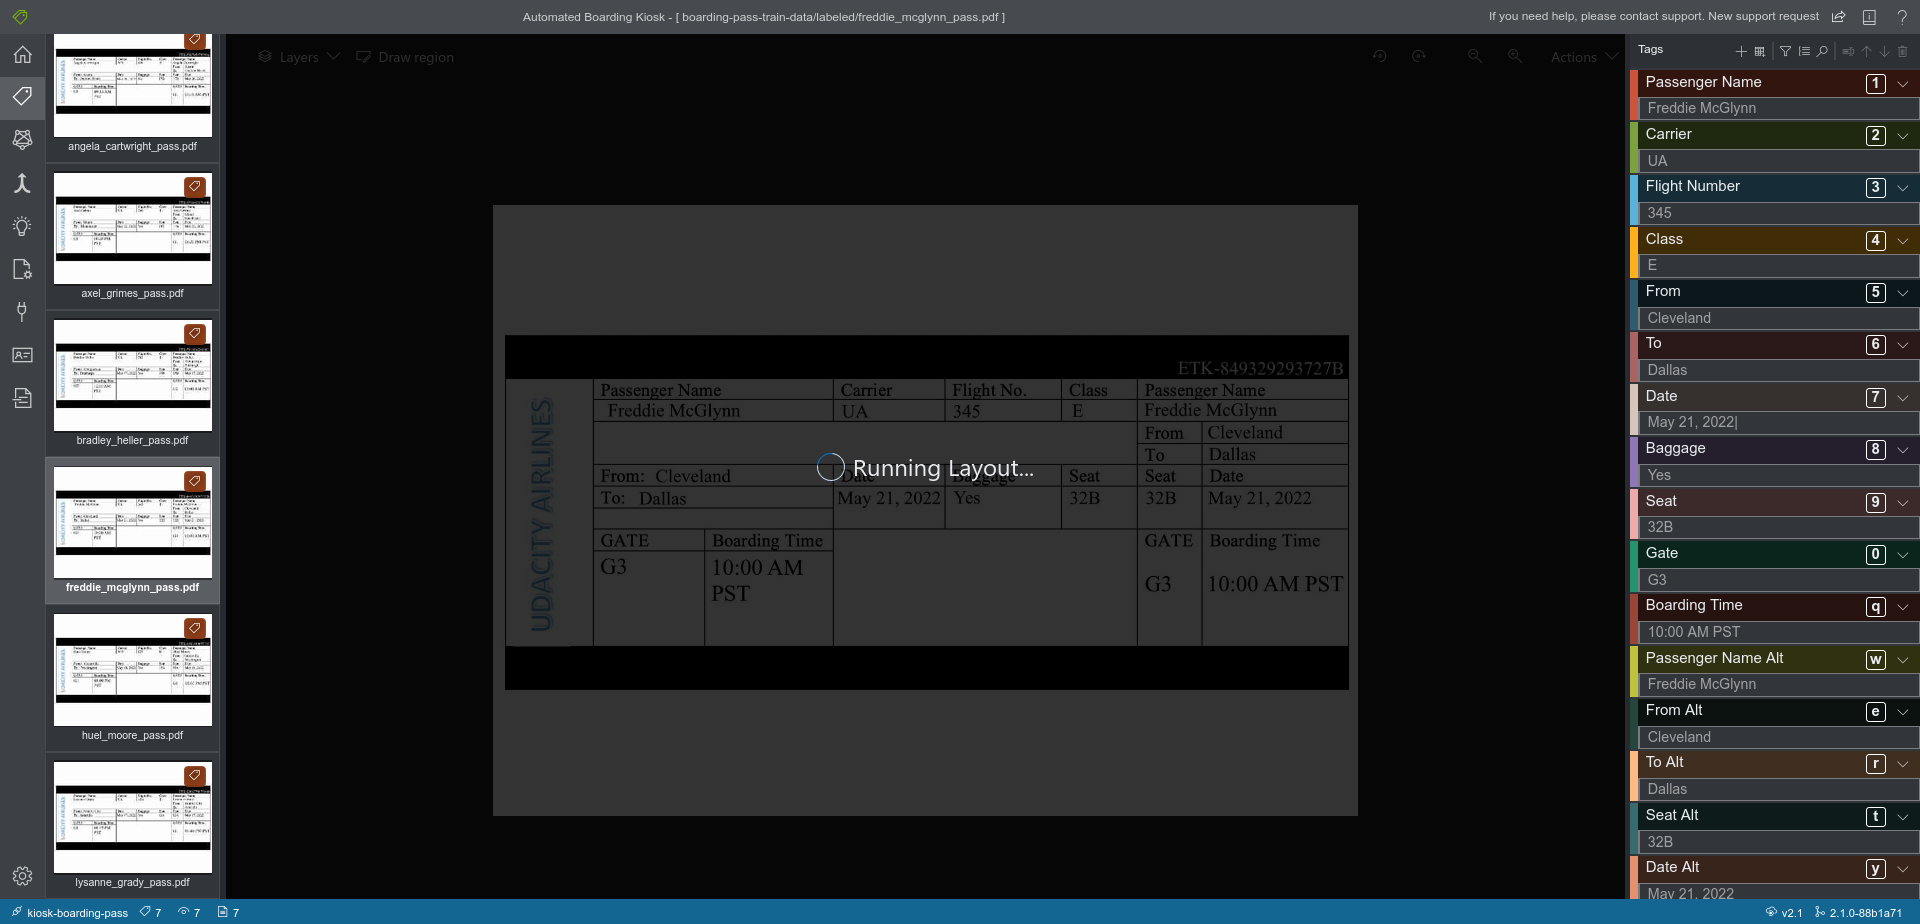 Automated Boarding Kiosk - [ boarding-pass-train-data/labeled/freddie_mcglynn_pass.pdf ]
If you need help, please contact support. New support request
angela_cartwright_pass.pdf
axel_grimes_pass.pdf
bradley_heller_pass.pdf
freddie_mcglynn_pass.pdf
huel_moore_pass.pdf
lysanne_grady_pass.pdf
Layers
Draw region
Actions
ETK-849329293727B
UDACITY AIRLINES
Passenger Name Carrier Flight No. Class Passenger Name
Freddie McGlynn UA 345 E Freddie McGlynn
From Cleveland
To Dallas
From: Cleveland Date Baggage Seat Seat Date
To: Dallas May 21, 2022 Yes 32B 32B May 21, 2022
GATE Boarding Time GATE Boarding Time
G3 10:00 AM PST G3 10:00 AM PST
Running Layout...
Tags
Passenger Name 1
Freddie McGlynn
Carrier 2
UA
Flight Number 3
345
Class 4
E
From 5
Cleveland
To 6
Dallas
Date 7
May 21, 2022|
Baggage 8
Yes
Seat 9
32B
Gate 0
G3
Boarding Time q
10:00 AM PST
Passenger Name Alt w
Freddie McGlynn
From Alt e
Cleveland
To Alt r
Dallas
Seat Alt t
32B
Date Alt y
May 21, 2022
kiosk-boarding-pass 7 7 7
v2.1 2.1.0-88b1a71